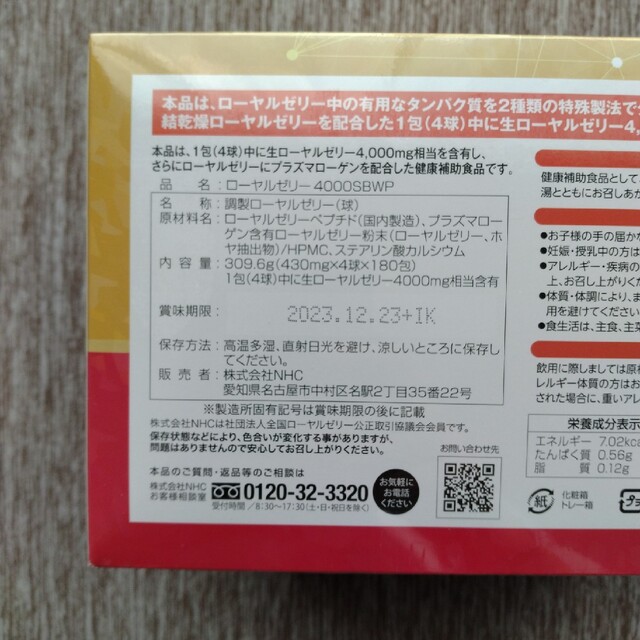 本品は、ローヤルゼリー中の有用なタンパク質を2種類の特殊製法で
結乾燥ローヤルゼリーを配合した1包(4球)中に生ローヤルゼリー4,
本品は、1包(4球)中に生ローヤルゼリー4,000mg相当を含有し、
さらにローヤルゼリーにプラズマローゲンを配合した健康補助食品です。
品名：ローヤルゼリー 4000SBWP
名称：調製ローヤルゼリー(球)
原材料名：ローヤルゼリーペプチド(国内製造)、プラズマロー
ゲン含有ローヤルゼリー粉末(ローヤルゼリー、ホ
ヤ抽出物)/HPMC、ステアリン酸カルシウム
内容量：309.6g(430mg×4球×180包)
1包(4球)中に生ローヤルゼリー4000mg相当含有
賞味期限： 2023.12.23+IK
保存方法：高温多湿、直射日光を避け、涼しいところに保存し
てください。
販売者：株式会社NHC
愛知県名古屋市中村区名駅2丁目35番22号
※製造所固有記号は賞味期限の後に記載
株式会社NHCは社団法人全国ローヤルゼリー公正取引協議会会員です。
保存状態などにより、色合いが変化する事がありますが、
問題はありませんので安心してお召し上がりください。
本品のご質問・返品等のご相談は
株式会社NHC
お客様相談室
0120-32-3320
受付時間/8:30〜17:30(土・日・祝日を除く)
お気軽に
お電話
ください
お問い合わせ先
健康補助食品として、
湯とともにお召しあが
●お子様の手の届か
●妊娠・授乳中の方は
●アレルギー・疾病の
上、お召し上がりくだ
●体質・体調により、ま
用を避けてください
●食生活は、主食、主菜
飲用に際しましては原材
レルギー体質の方はお
された場合に、重いアレ
栄養成分表示
エネルギー 7.02kc
たんぱく質 0.56g
脂質 0.12g
紙
化粧箱
トレー箱
プラ